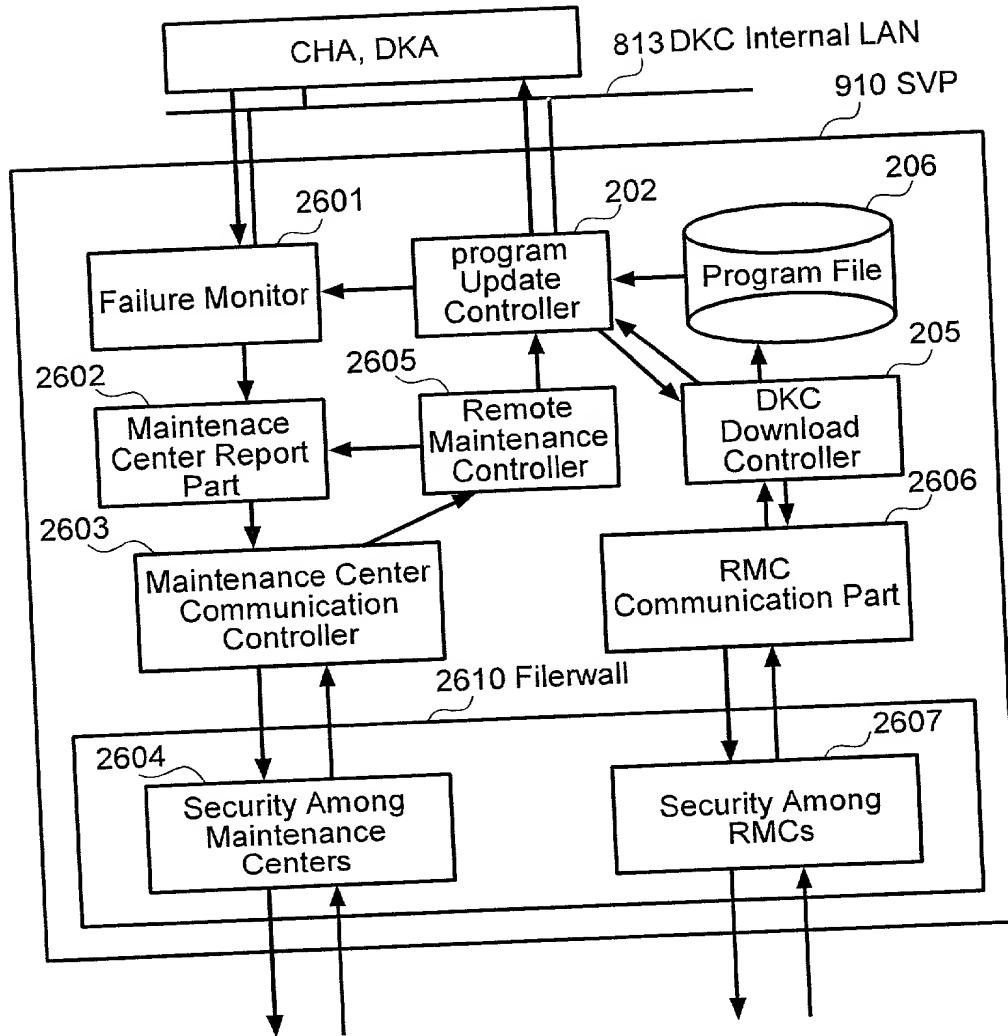 CHA, DKA
813 DKC Internal LAN
910 SVP
2601
Failure Monitor
202
program
Update
Controller
206
Program File
2602
Maintenace
Center Report
Part
2605
Remote
Maintenance
Controller
205
DKC
Download
Controller
2603
Maintenance Center
Communication
Controller
2606
RMC
Communication Part
2610 Filerwall
2604
Security Among
Maintenance
Centers
2607
Security Among
RMCs